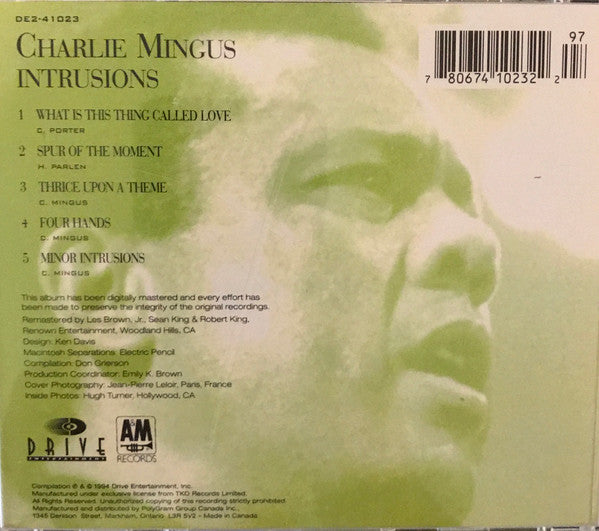 DE2-41023
CHARLIE MINGUS
INTRUSIONS
97
7 80674 10232 2
1 WHAT IS THIS THING CALLED LOVE
C. PORTER
2 SPUR OF THE MOMENT
H. PARLEN
3 THRICE UPON A THEME
C. MINGUS
4 FOUR HANDS
C. MINGUS
5 MINOR INTRUSIONS
C. MINGUS
This album has been digitally mastered and every effort has
been made to preserve the integrity of the original recordings.
Remastered by Les Brown, Jr., Sean King & Robert King,
Renown Entertainment, Woodland Hills, CA
Design: Ken Davis
Macintosh Separations: Electric Pencil
Compilation: Don Grierson
Production Coordinator: Emily K. Brown
Cover Photography: Jean-Pierre Leloir, Paris, France
Inside Photos: Hugh Turner, Hollywood, CA
DRIVE
ENTERTAINMENT
A&M
RECORDS
Compilation ℗ & © 1994 Drive Entertainment, Inc.
Manufactured under exclusive license from TKO Records Limited.
All Rights Reserved. Unauthorized copying of this recording strictly prohibited.
Manufactured and distributed by PolyGram Group Canada Inc.
1345 Denison Street, Markham, Ontario L3R 5V2 – Made in Canada